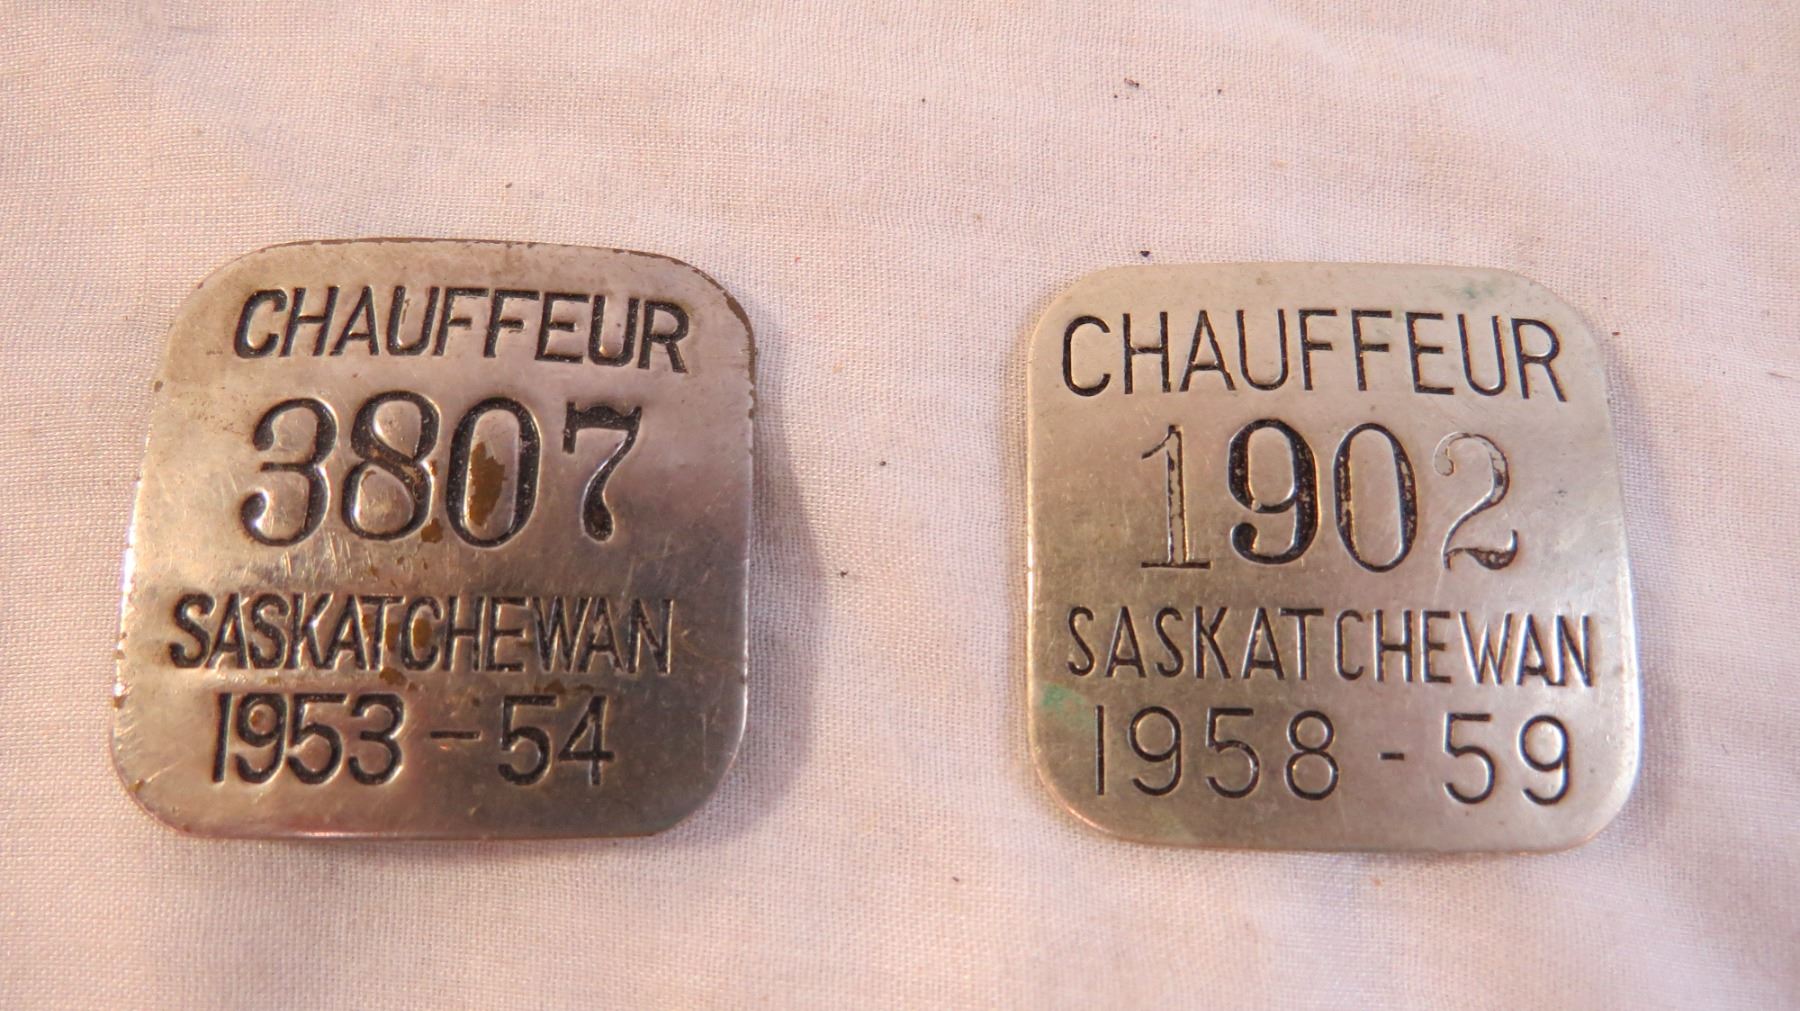 CHAUFFEUR
3807
SASKATCHEWAN
1953-54
CHAUFFEUR
1902
SASKATCHEWAN
1958-59